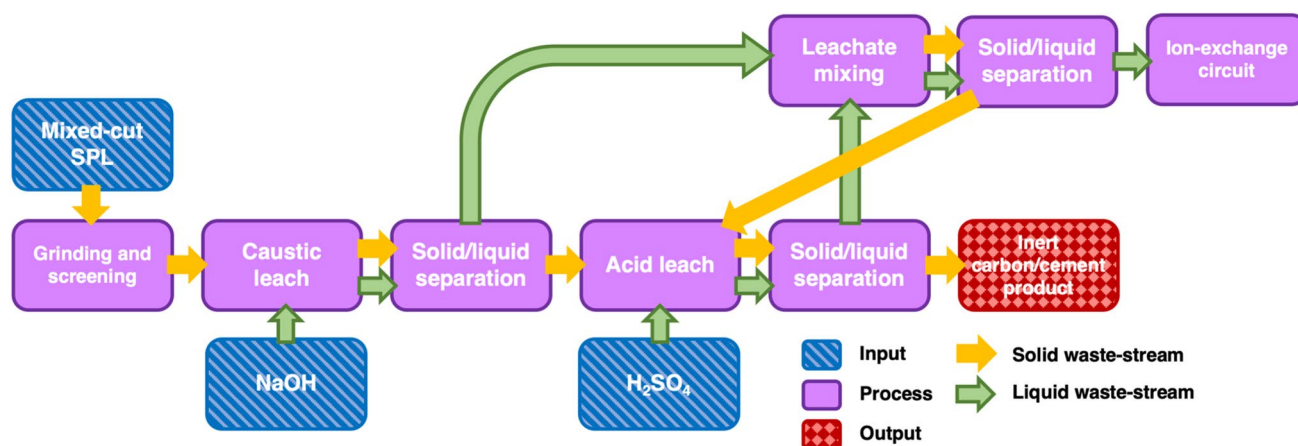 Leachate
mixing
Solid/liquid
separation
Ion-exchange
circuit
Mixed-cut
SPL
Grinding and
screening
Caustic
leach
Solid/liquid
separation
Acid leach
Solid/liquid
separation
Inert
carbon/cement
product
NaOH
H₂SO₄
Input
Solid waste-stream
Process
Liquid waste-stream
Output